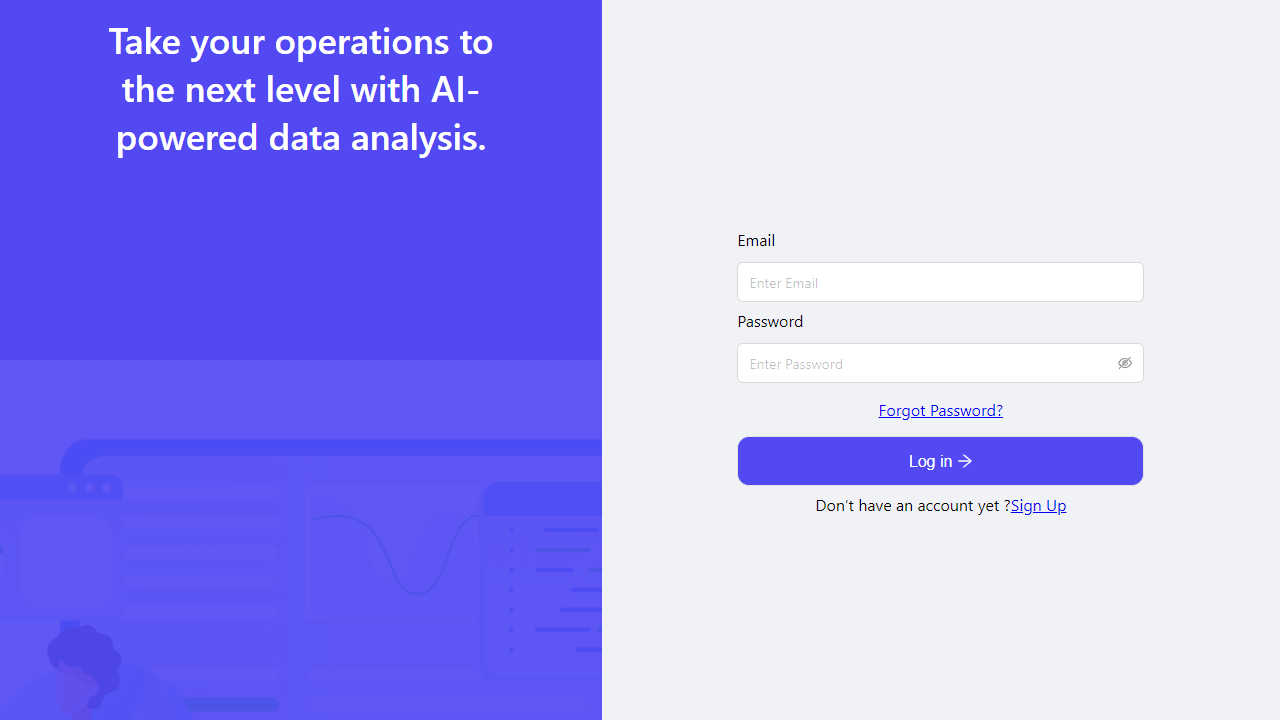 Take your operations to
the next level with AI-
powered data analysis.
Email
Enter Email
Password
Enter Password
Forgot Password?
Log in →
Don't have an account yet ?Sign Up